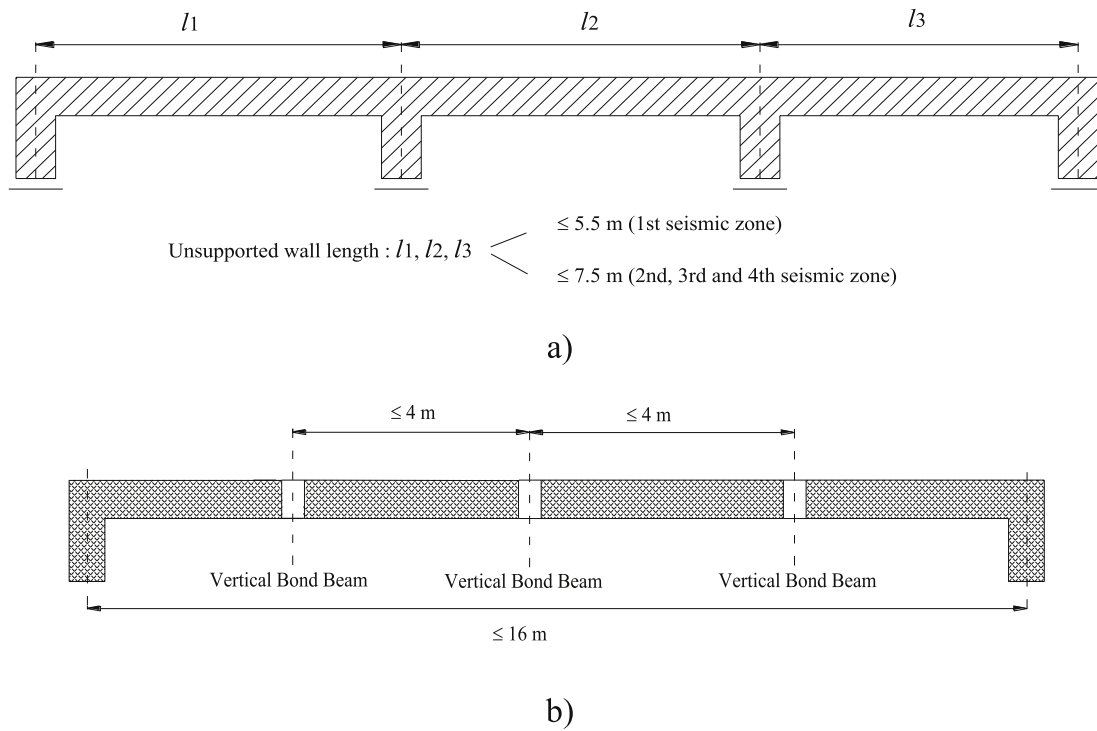 l1 l2 l3
≤ 5.5 m (1st seismic zone)
Unsupported wall length : l1, l2, l3
≤ 7.5 m (2nd, 3rd and 4th seismic zone)
a)
≤ 4 m ≤ 4 m
Vertical Bond Beam Vertical Bond Beam Vertical Bond Beam
≤ 16 m
b)